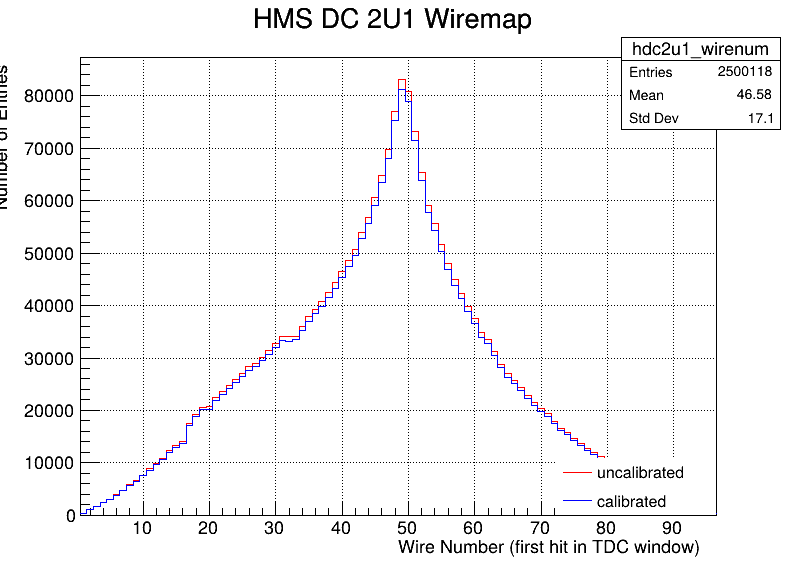 HMS DC 2U1 Wiremap
hdc2u1_wirenum
Entries 2500118
Mean 46.58
Std Dev 17.1
Number of Entries
80000
70000
60000
50000
40000
30000
20000
10000
0
uncalibrated
calibrated
10 20 30 40 50 60 70 80 90
Wire Number (first hit in TDC window)